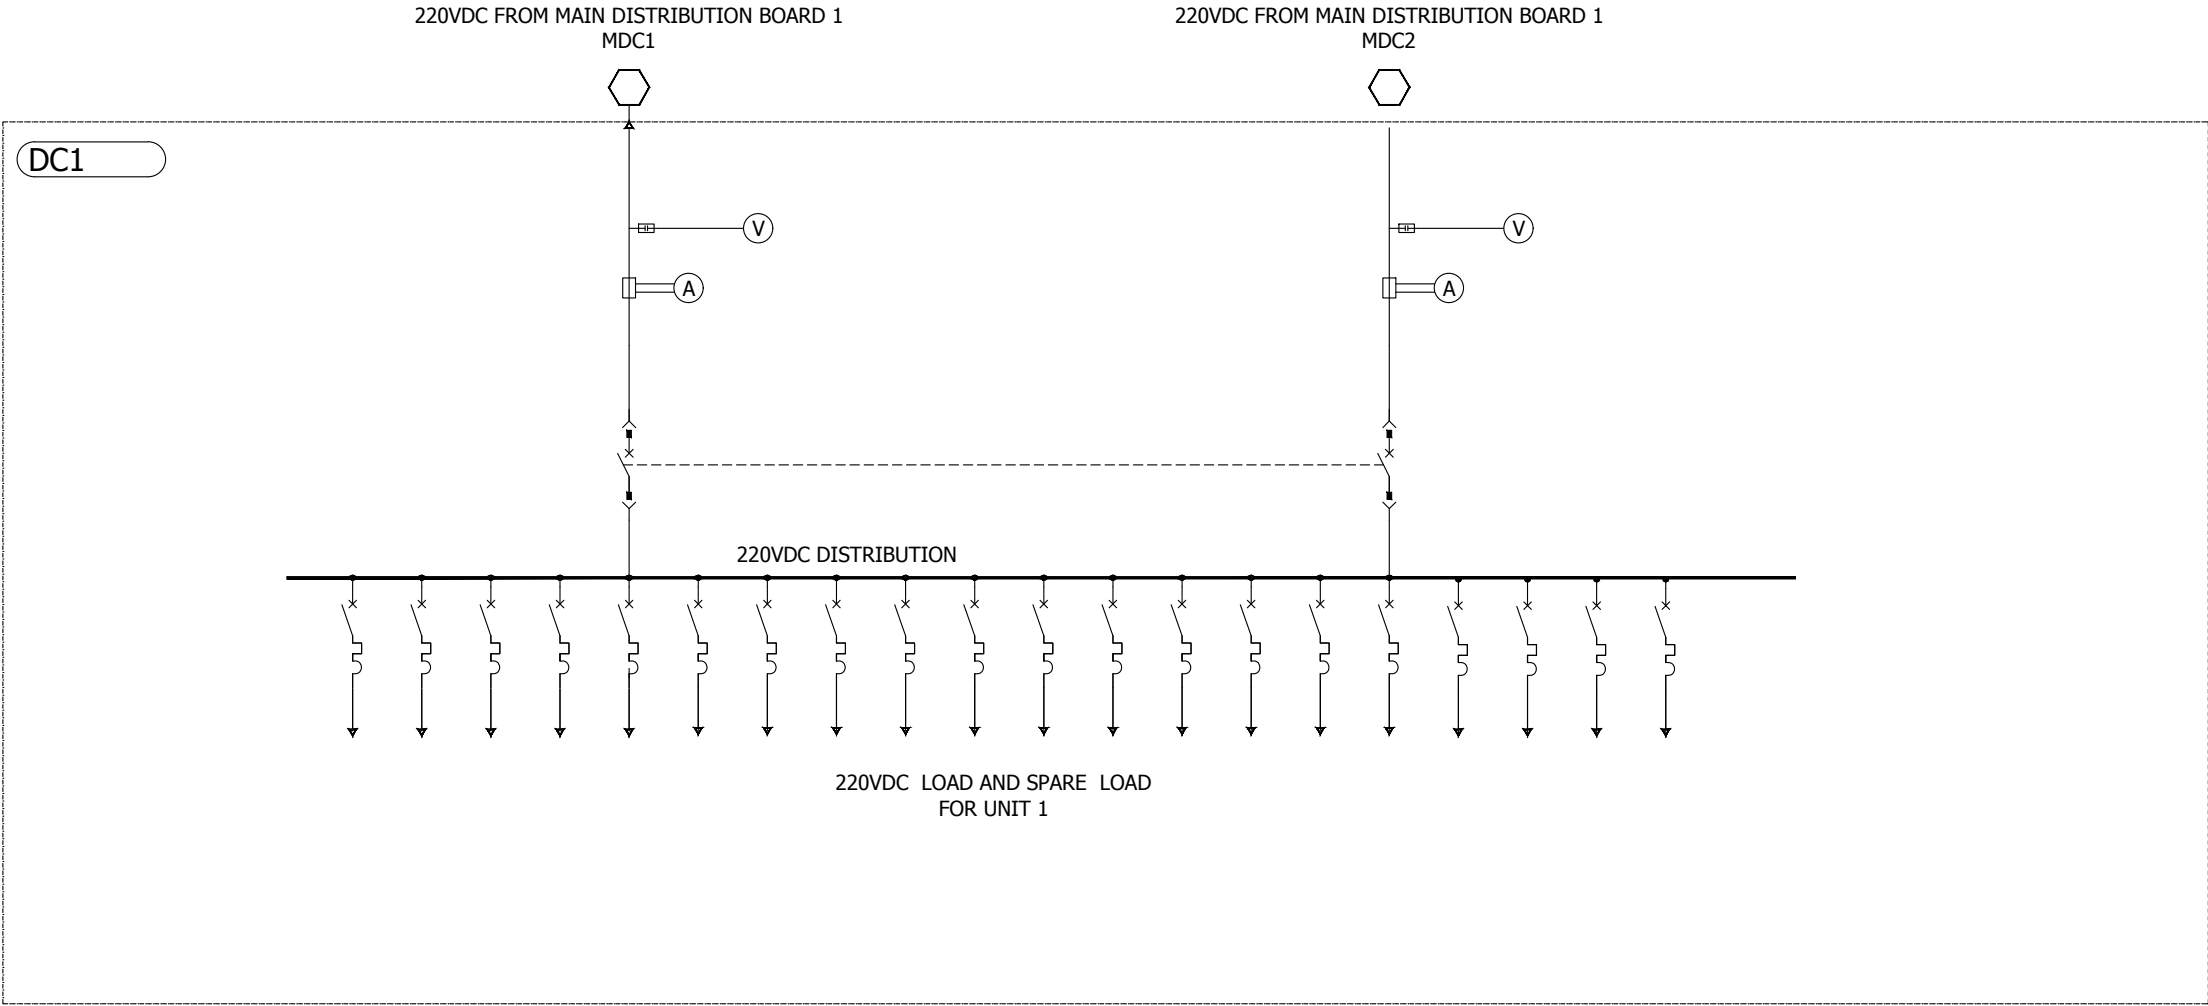 220VDC FROM MAIN DISTRIBUTION BOARD 1
MDC1
220VDC FROM MAIN DISTRIBUTION BOARD 1
MDC2
DC1
V
V
A
A
220VDC DISTRIBUTION
220VDC LOAD AND SPARE LOAD
FOR UNIT 1